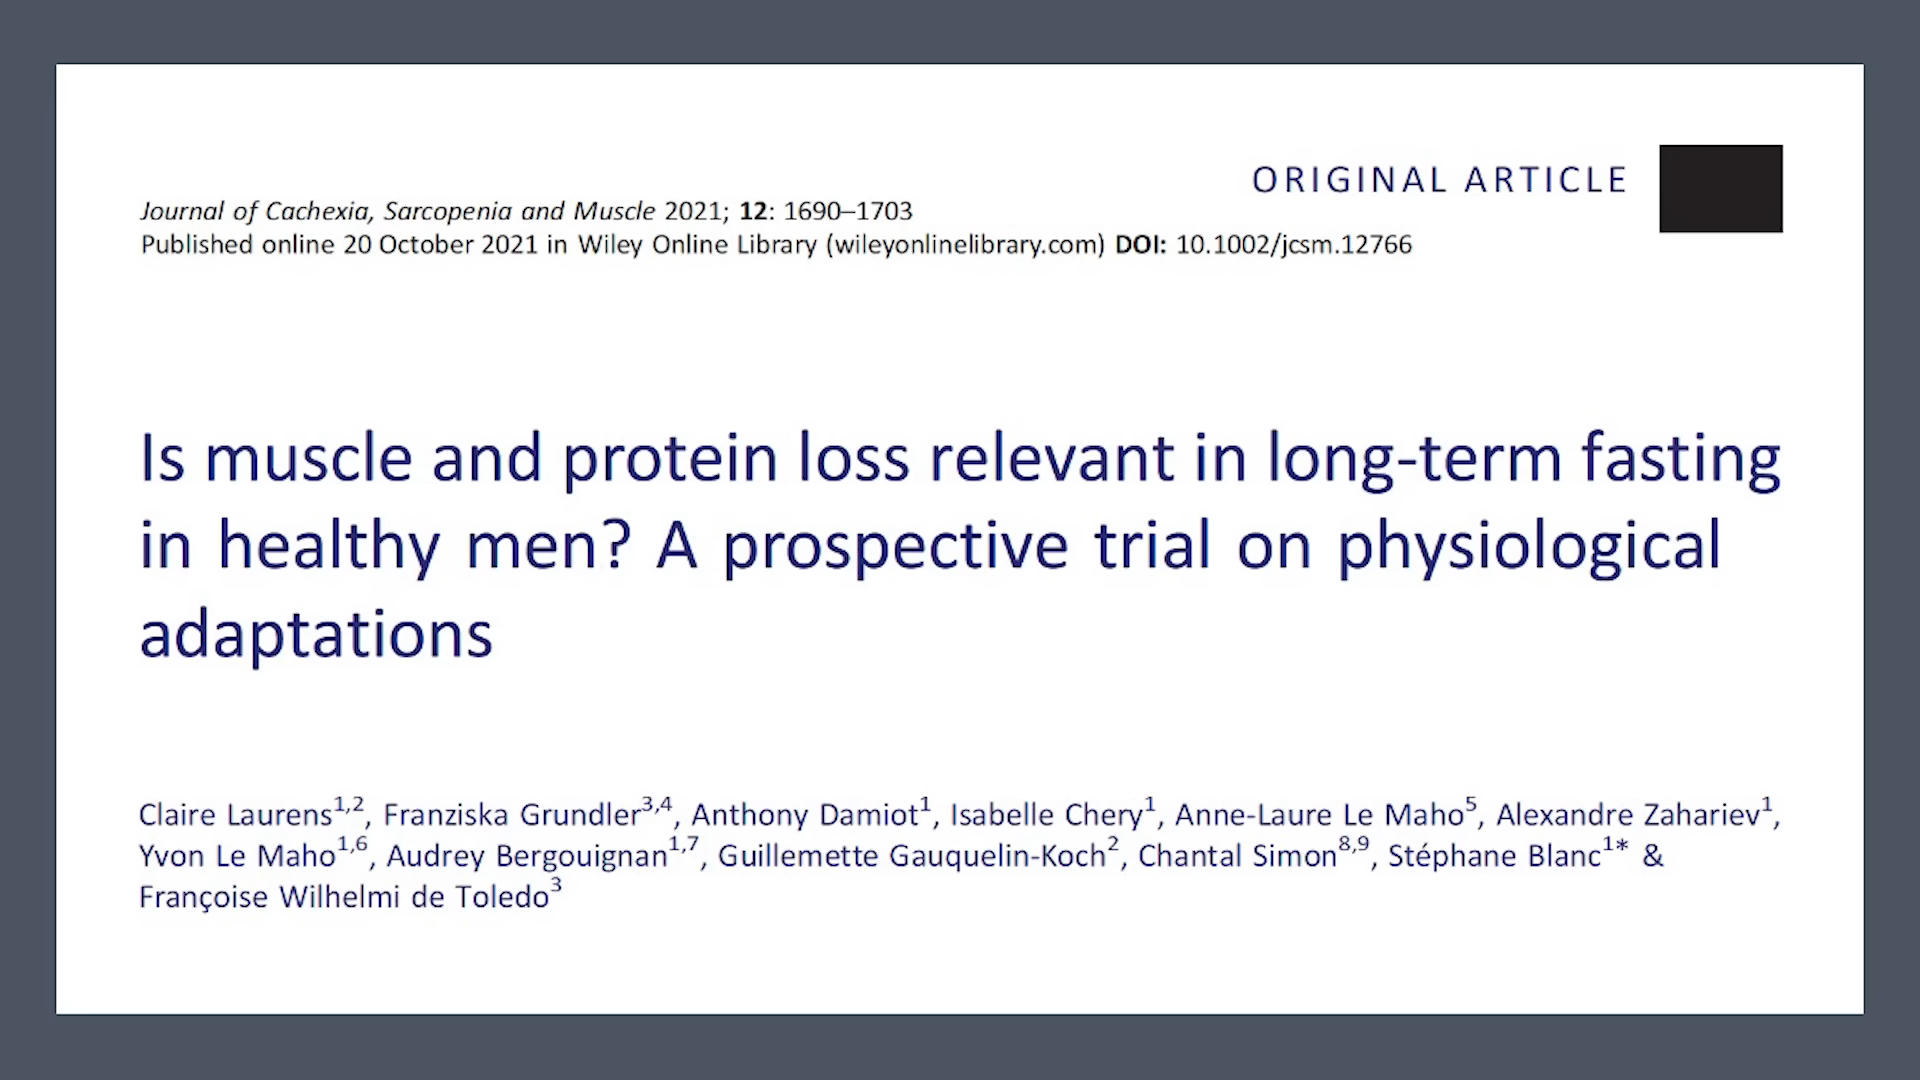 ORIGINAL ARTICLE
Journal of Cachexia, Sarcopenia and Muscle 2021; 12: 1690–1703
Published online 20 October 2021 in Wiley Online Library (wileyonlinelibrary.com) DOI: 10.1002/jcsm.12766
Is muscle and protein loss relevant in long-term fasting
in healthy men? A prospective trial on physiological
adaptations
Claire Laurens1,2, Franziska Grundler3,4, Anthony Damiot1, Isabelle Chery1, Anne-Laure Le Maho5, Alexandre Zahariev1,
Yvon Le Maho1,6, Audrey Bergouignan1,7, Guillemette Gauquelin-Koch2, Chantal Simon8,9, Stéphane Blanc1* &
Françoise Wilhelmi de Toledo3